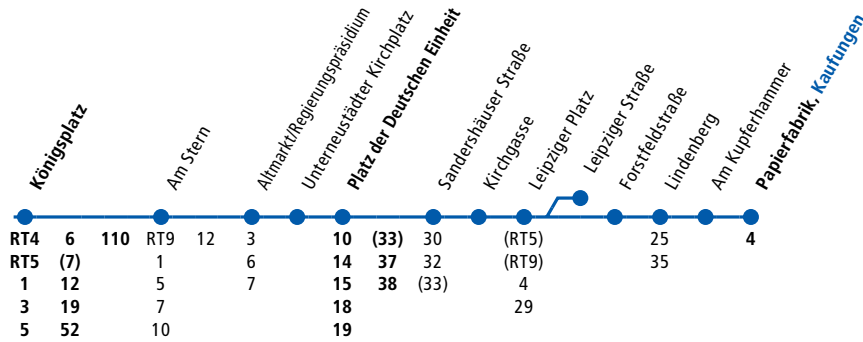 Königsplatz
Am Stern
Altmarkt/Regierungspräsidium
Unterneustädter Kirchplatz
Platz der Deutschen Einheit
Sandershäuser Straße
Kirchgasse
Leipziger Platz
Leipziger Straße
Forstfeldstraße
Lindenberg
Am Kupferhammer
Papierfabrik, Kaufungen
RT4 6 110 RT9 12 3 10 (33) 30 (RT5) 25 4
RT5 (7) 1 6 14 37 32 (RT9) 35
1 12 5 7 15 38 (33) 4
3 19 7 18 29
5 52 10 19